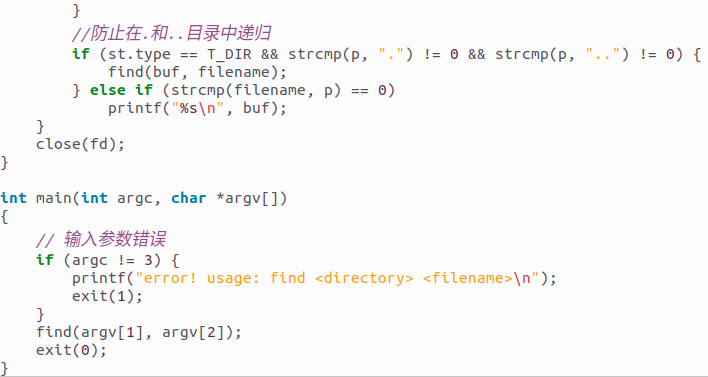 }
        //防止在.和..目录中递归
        if (st.type == T_DIR && strcmp(p, ".") != 0 && strcmp(p, "..") != 0) {
            find(buf, filename);
        } else if (strcmp(filename, p) == 0)
            printf("%s\n", buf);
    }
    close(fd);
}

int main(int argc, char *argv[])
{
    // 输入参数错误
    if (argc != 3) {
        printf("error! usage: find <directory> <filename>\n");
        exit(1);
    }
    find(argv[1], argv[2]);
    exit(0);
}